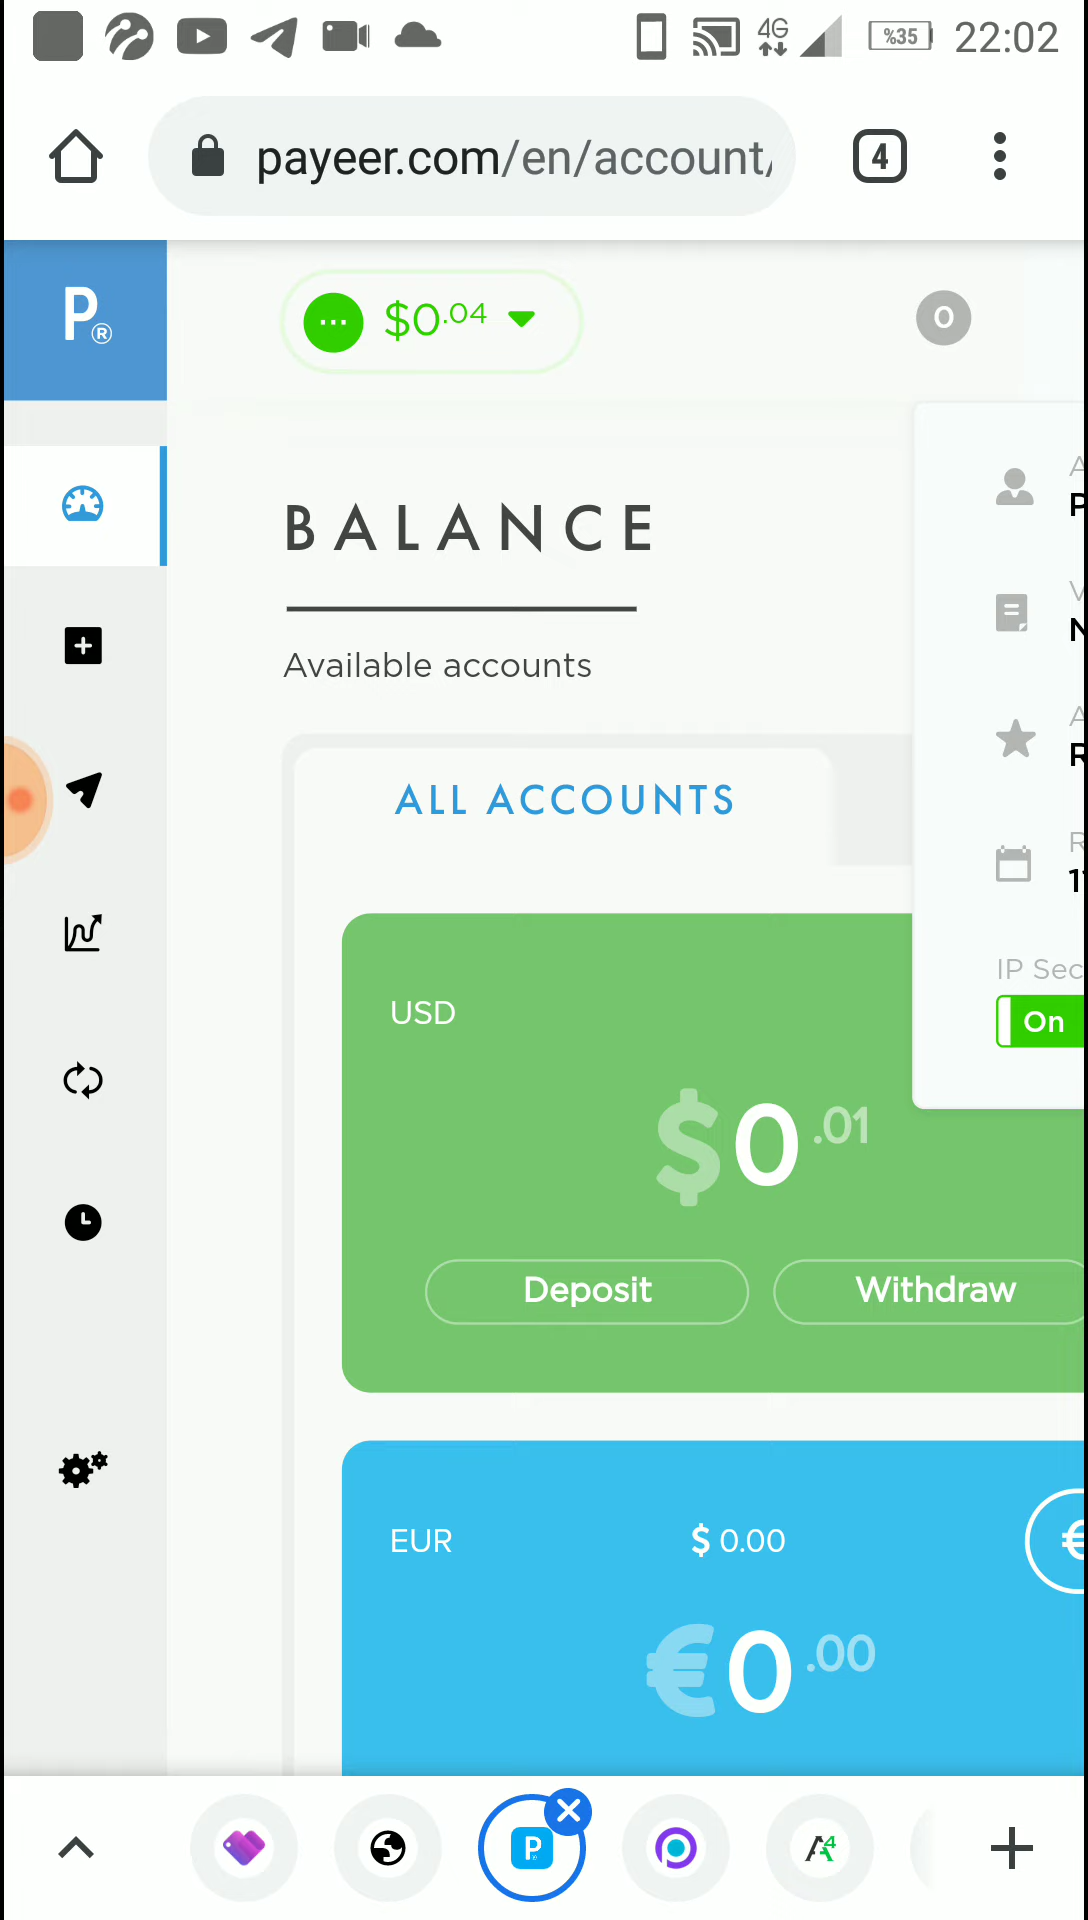 4G
%35
22:02
payeer.com/en/account/
4
P®
$0.04
0
BALANCE
Available accounts
ALL ACCOUNTS
IP Sec
On
USD
$0.01
Deposit
Withdraw
EUR
$ 0.00
€
€0.00
P
A4